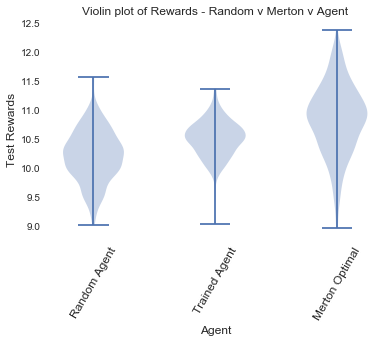 Violin plot of Rewards - Random v Merton v Agent
12.5
12.0
11.5
11.0
10.5
10.0
9.5
9.0
Test Rewards
Random Agent
Trained Agent
Merton Optimal
Agent